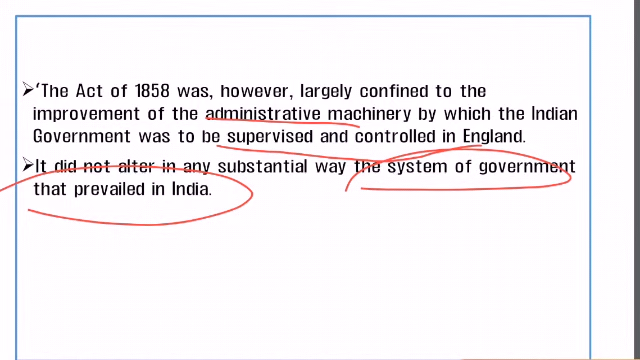 ‘The Act of 1858 was, however, largely confined to the
improvement of the administrative machinery by which the Indian
Government was to be supervised and controlled in England.
It did not alter in any substantial way the system of government
that prevailed in India.